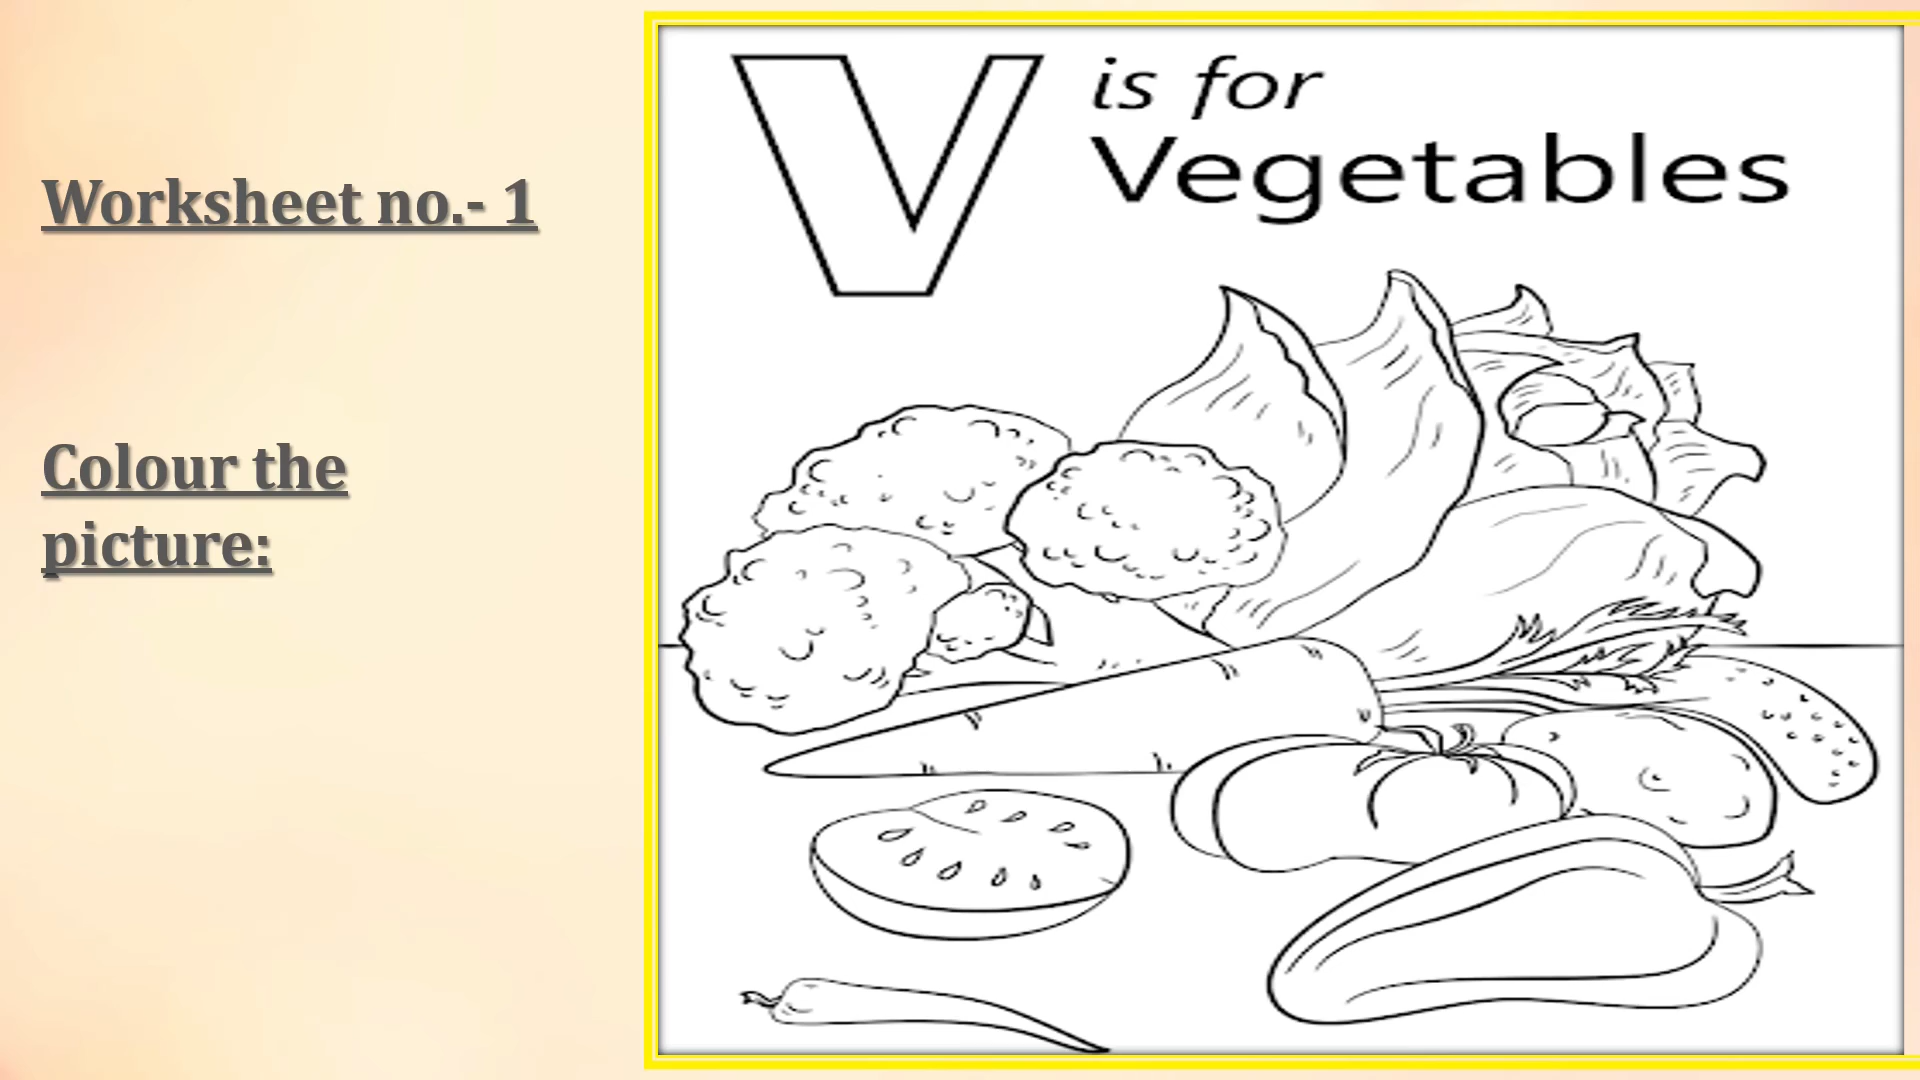 Worksheet no.- 1
Colour the
picture:
V is for
Vegetables